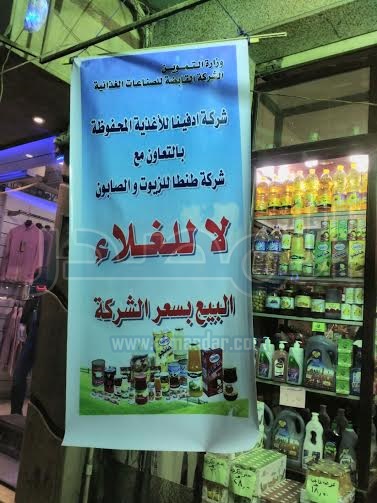 وزارة التموين
الشركة القابضة للصناعات الغذائية
شركة ادفينا للأغذية المحفوظة
بالتعاون مع
شركة طنطا للزيوت والصابون
لا للغلاء
البيع بسعر الشركة